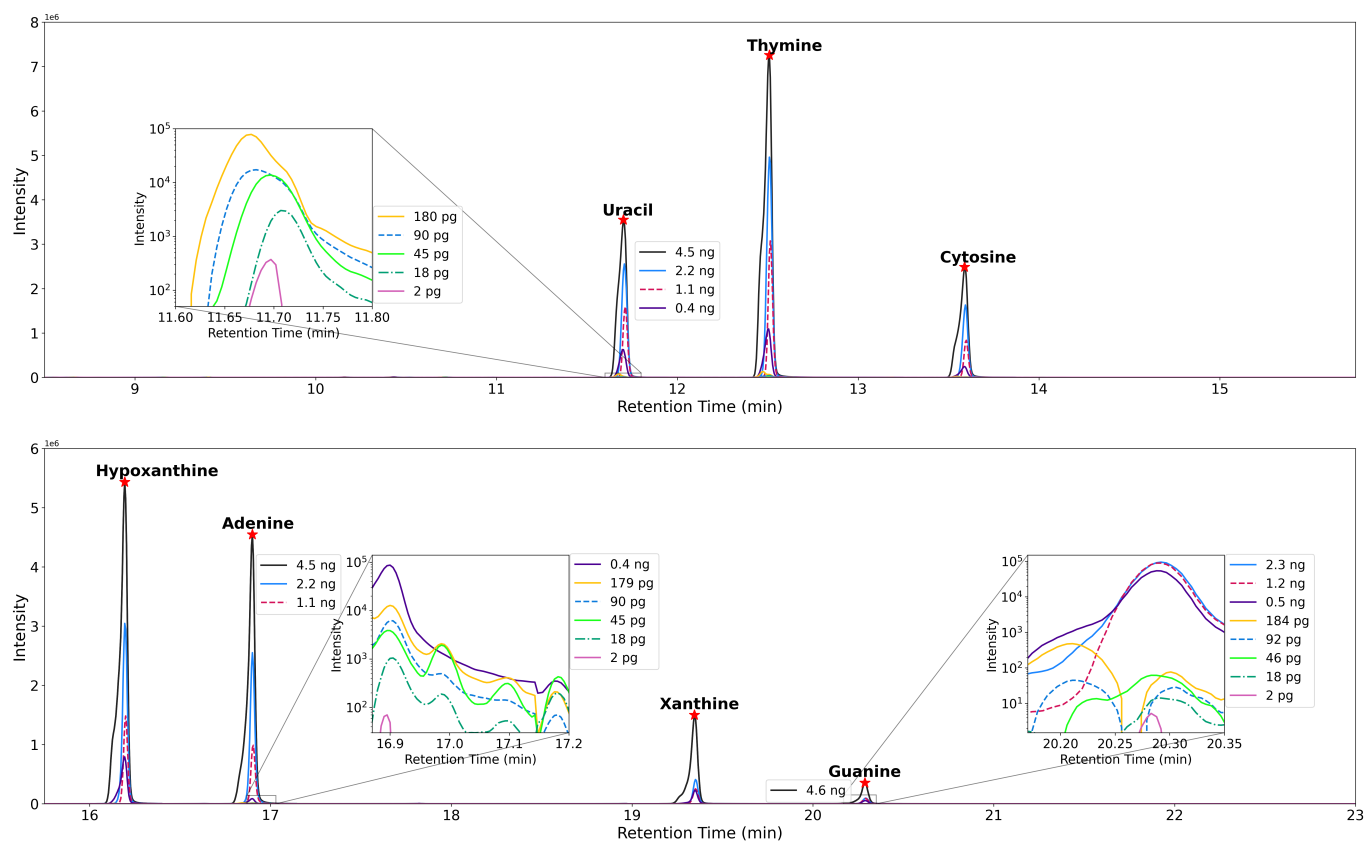 1e6
8
7
6
5
4
3
2
1
0
Intensity
Thymine
Uracil
Cytosine
10^5
10^4
10^3
10^2
Intensity
11.60 11.65 11.70 11.75 11.80
Retention Time (min)
180 pg
90 pg
45 pg
18 pg
2 pg
4.5 ng
2.2 ng
1.1 ng
0.4 ng
9 10 11 12 13 14 15
Retention Time (min)
1e6
6
5
4
3
2
1
0
Intensity
Hypoxanthine
Adenine
4.5 ng
2.2 ng
1.1 ng
10^5
10^4
10^3
10^2
Intensity
16.9 17.0 17.1 17.2
Retention Time (min)
0.4 ng
179 pg
90 pg
45 pg
18 pg
2 pg
Xanthine
Guanine
4.6 ng
10^5
10^4
10^3
10^2
10^1
Intensity
20.20 20.25 20.30 20.35
Retention Time (min)
2.3 ng
1.2 ng
0.5 ng
184 pg
92 pg
46 pg
18 pg
2 pg
16 17 18 19 20 21 22 23
Retention Time (min)